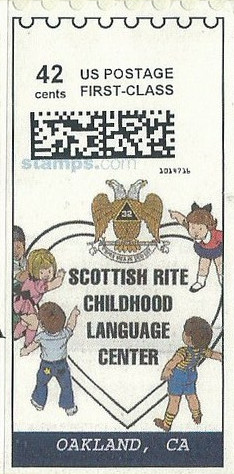 42 US POSTAGE
cents FIRST-CLASS
stamps.com
1014716
32
SCOTTISH RITE
CHILDHOOD
LANGUAGE
CENTER
OAKLAND, CA